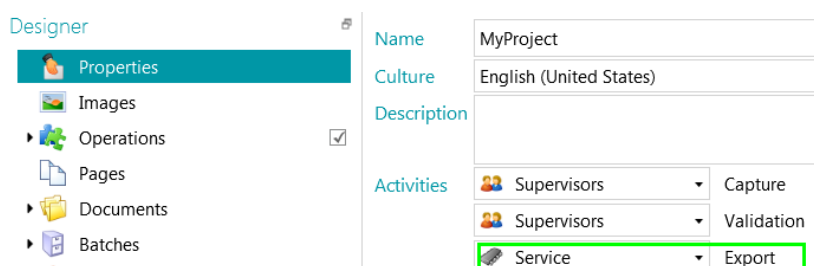 Designer
Properties
Images
Operations
Pages
Documents
Batches
Name MyProject
Culture English (United States)
Description
Activities Supervisors Capture
Supervisors Validation
Service Export